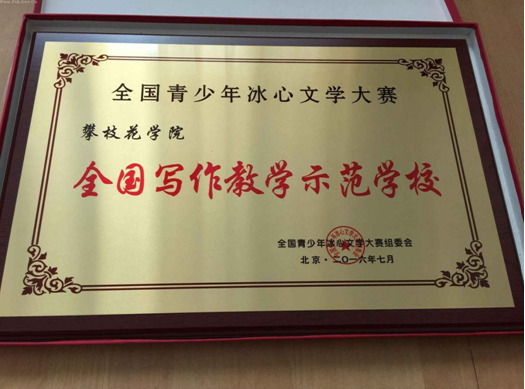 全国青少年冰心文学大赛
攀枝花学院
全国写作教学示范学校
全国青少年冰心文学大赛组委会
北京·二〇一六年七月